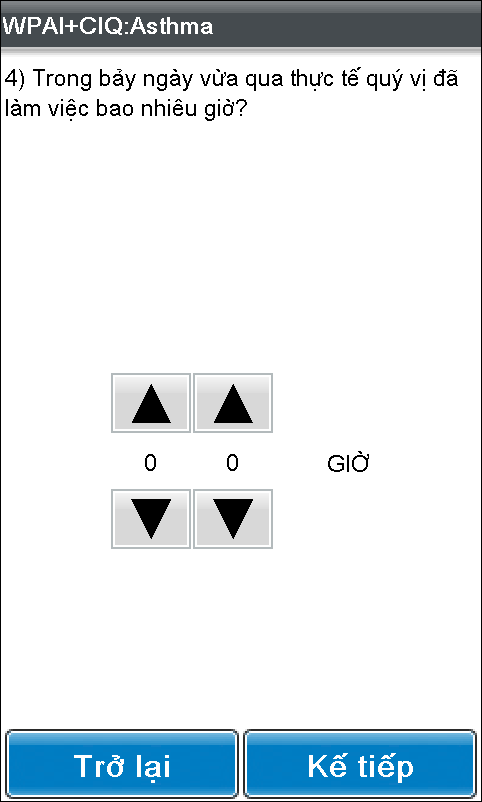 WPAI+CIQ:Asthma
4) Trong bảy ngày vừa qua thực tế quý vị đã
làm việc bao nhiêu giờ?
0 0 GIỜ
Trở lại Kế tiếp